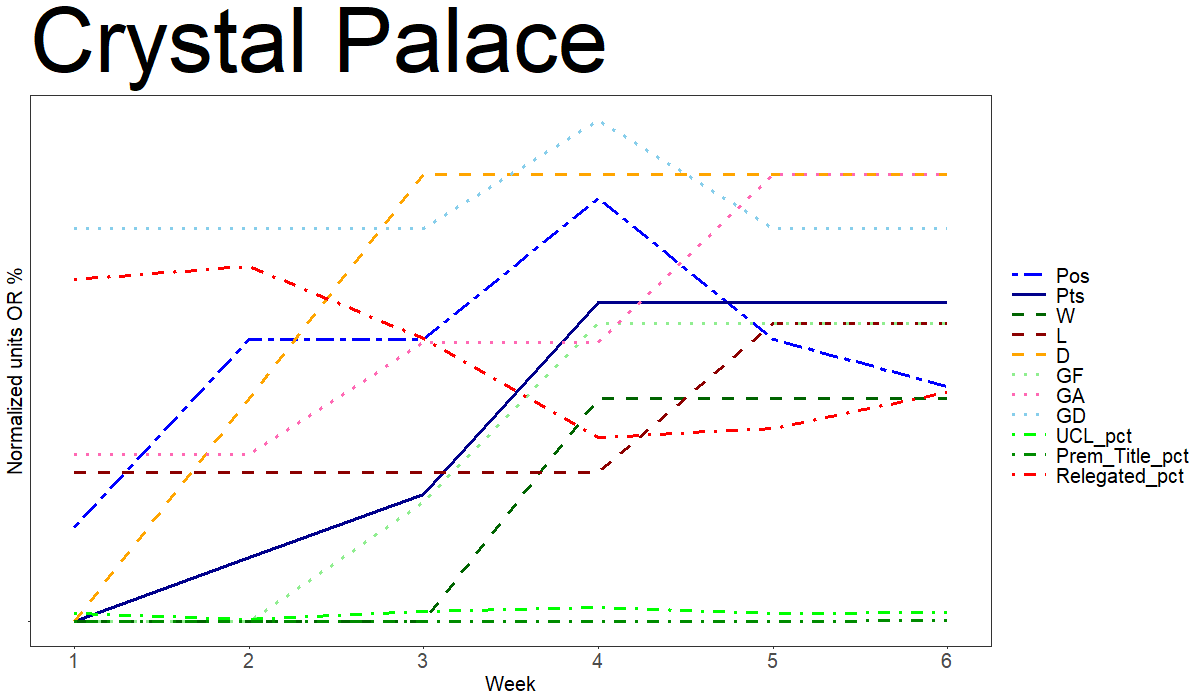 Crystal Palace
Normalized units OR %
Pos
Pts
W
L
D
GF
GA
GD
UCL_pct
Prem_Title_pct
Relegated_pct
1 2 3 4 5 6
Week